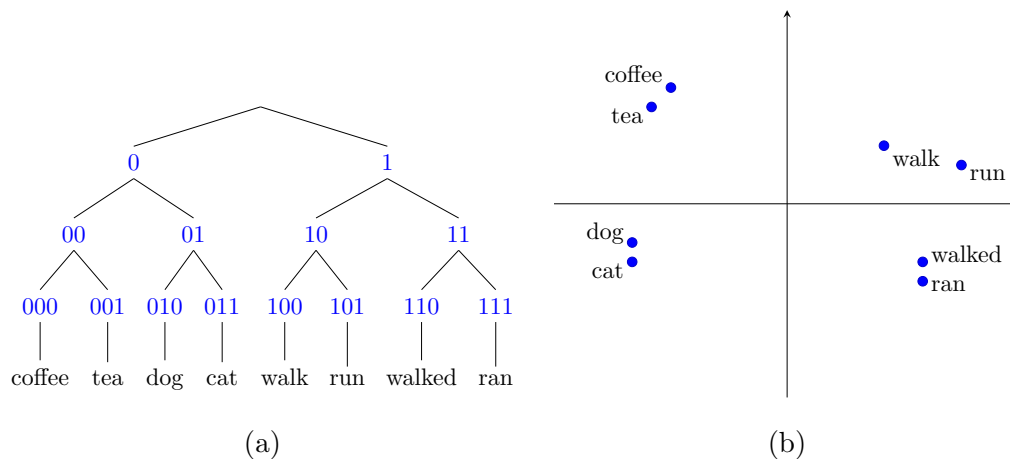 0 1
00 01 10 11
000 001 010 011 100 101 110 111
coffee tea dog cat walk run walked ran
(a)
coffee
tea
walk
run
dog
cat
walked
ran
(b)